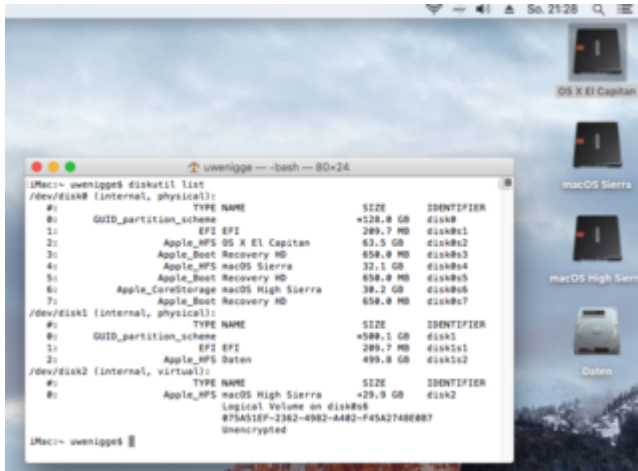 So. 21:28
OS X El Capitan
macOS Sierra
macOS High Sierr
Daten
uwenigge — -bash — 80×24
iMac:~ uwenigge$ diskutil list
/dev/disk0 (internal, physical):
#: TYPE NAME SIZE IDENTIFIER
0: GUID_partition_scheme *128.0 GB disk0
1: EFI EFI 209.7 MB disk0s1
2: Apple_HFS OS X El Capitan 63.5 GB disk0s2
3: Apple_Boot Recovery HD 650.0 MB disk0s3
4: Apple_HFS macOS Sierra 32.1 GB disk0s4
5: Apple_Boot Recovery HD 650.0 MB disk0s5
6: Apple_CoreStorage macOS High Sierra 30.2 GB disk0s6
7: Apple_Boot Recovery HD 650.0 MB disk0s7
/dev/disk1 (internal, physical):
#: TYPE NAME SIZE IDENTIFIER
0: GUID_partition_scheme *500.1 GB disk1
1: EFI EFI 209.7 MB disk1s1
2: Apple_HFS Daten 499.8 GB disk1s2
/dev/disk2 (internal, virtual):
#: TYPE NAME SIZE IDENTIFIER
0: Apple_HFS macOS High Sierra +29.9 GB disk2
Logical Volume on disk0s6
Unencrypted
iMac:~ uwenigge$